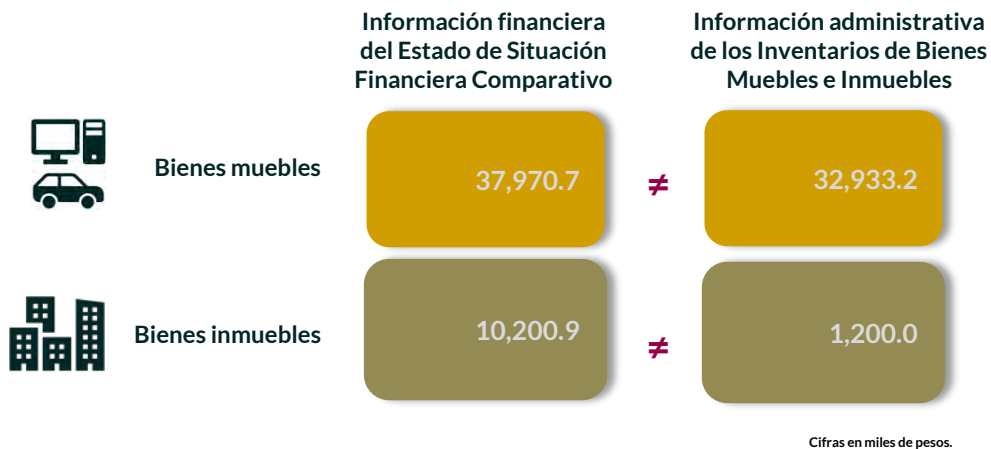 Información financiera
del Estado de Situación
Financiera Comparativo
Información administrativa
de los Inventarios de Bienes
Muebles e Inmuebles
Bienes muebles
37,970.7
≠
32,933.2
Bienes inmuebles
10,200.9
≠
1,200.0
Cifras en miles de pesos.